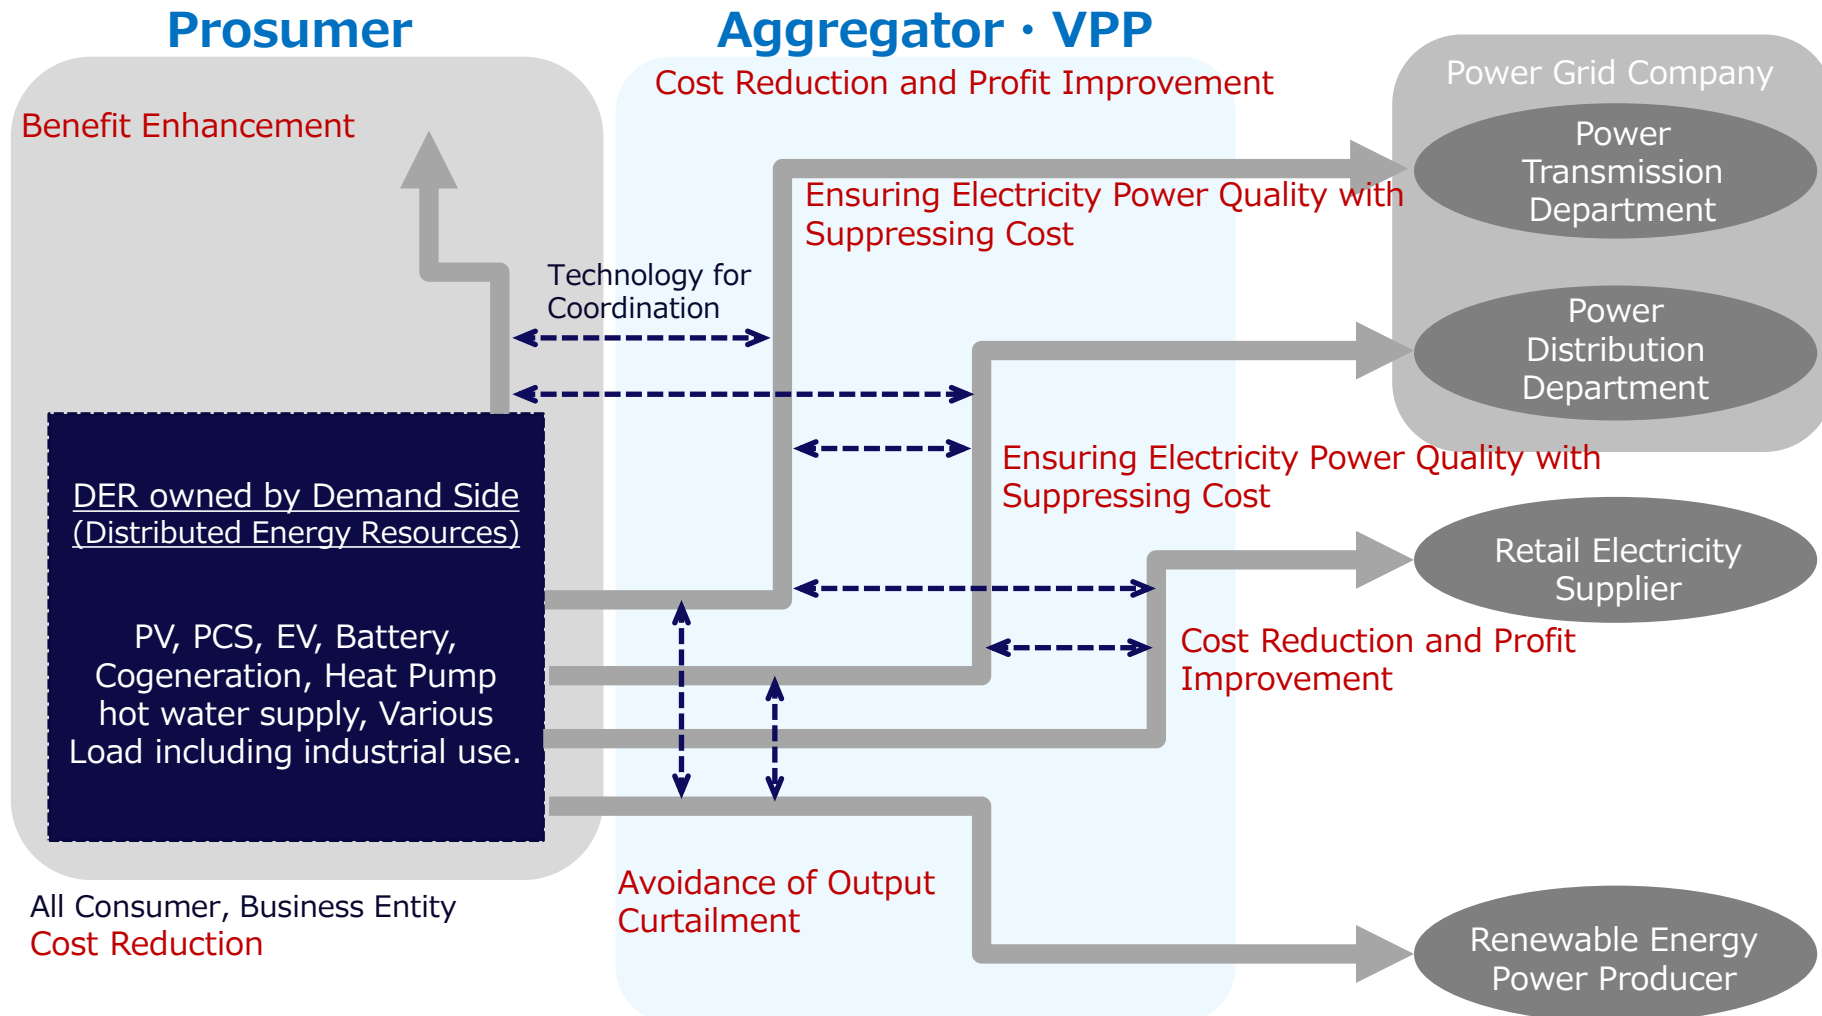 Prosumer
Aggregator・VPP
Cost Reduction and Profit Improvement
Power Grid Company
Benefit Enhancement
Power
Transmission
Department
Ensuring Electricity Power Quality with
Suppressing Cost
Technology for
Coordination
Power
Distribution
Department
Ensuring Electricity Power Quality with
Suppressing Cost
DER owned by Demand Side
(Distributed Energy Resources)
PV, PCS, EV, Battery,
Cogeneration, Heat Pump
hot water supply, Various
Load including industrial use.
Retail Electricity
Supplier
Cost Reduction and Profit
Improvement
Avoidance of Output
Curtailment
All Consumer, Business Entity
Cost Reduction
Renewable Energy
Power Producer